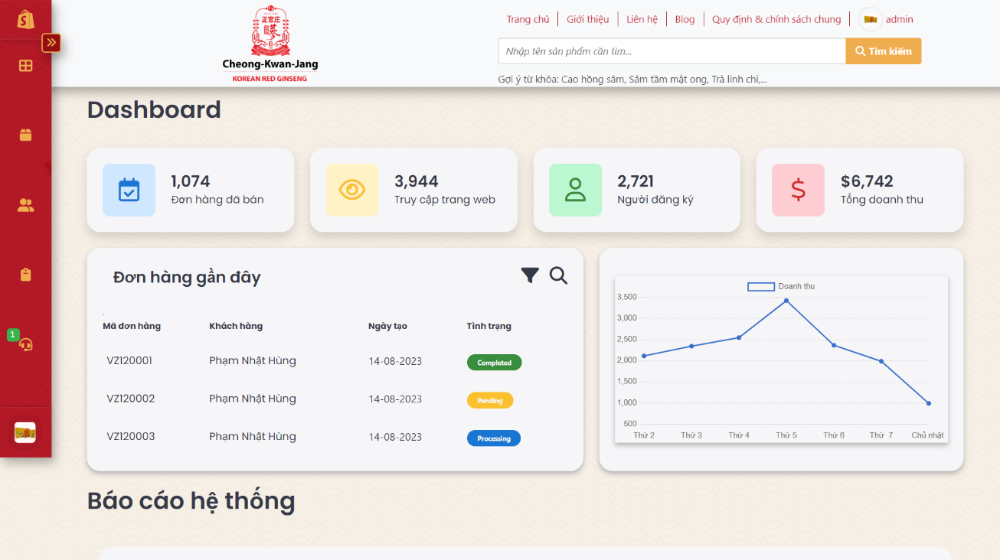 Trang chủ
Giới thiệu
Liên hệ
Blog
Quy định & chính sách chung
admin
正官庄
蔘
6
Cheong-Kwan-Jang
KOREAN RED GINSENG
Nhập tên sản phẩm cần tìm...
Tìm kiếm
Gợi ý từ khóa: Cao hồng sâm, Sâm tầm mật ong, Trà linh chi,...
1
Dashboard
1,074
Đơn hàng đã bán
3,944
Truy cập trang web
2,721
Người đăng ký
$6,742
Tổng doanh thu
Đơn hàng gần đây
.
Mã đơn hàng Khách hàng Ngày tạo Tình trạng
VZ120001 Phạm Nhật Hùng 14-08-2023 Completed
VZ120002 Phạm Nhật Hùng 14-08-2023 Pending
VZ120003 Phạm Nhật Hùng 14-08-2023 Processing
Doanh thu
3,500
3,000
2,500
2,000
1,500
1,000
500
Thứ 2 Thứ 3 Thứ 4 Thứ 5 Thứ 6 Thứ 7 Chủ nhật
Báo cáo hệ thống